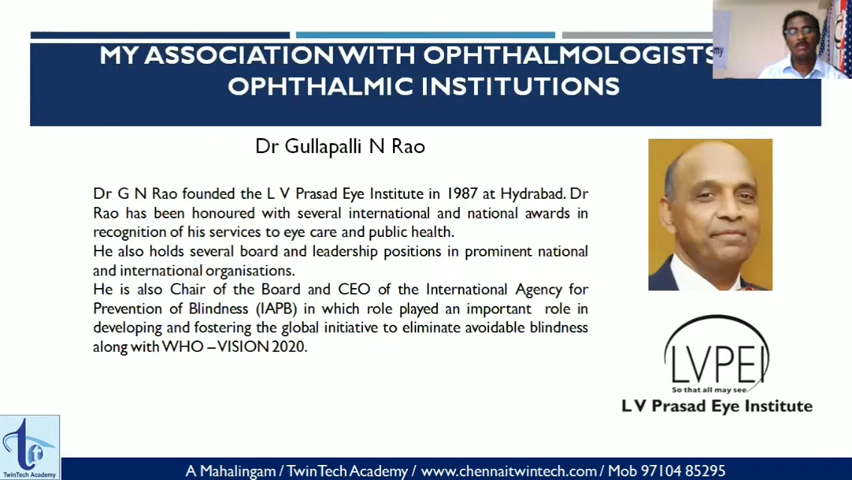 MY ASSOCIATION WITH OPHTHALMOLOGISTS
OPHTHALMIC INSTITUTIONS
Dr Gullapalli N Rao
Dr G N Rao founded the L V Prasad Eye Institute in 1987 at Hydrabad. Dr
Rao has been honoured with several international and national awards in
recognition of his services to eye care and public health.
He also holds several board and leadership positions in prominent national
and international organisations.
He is also Chair of the Board and CEO of the International Agency for
Prevention of Blindness (IAPB) in which role played an important role in
developing and fostering the global initiative to eliminate avoidable blindness
along with WHO – VISION 2020.
LVPEI
So that all may see
L V Prasad Eye Institute
TwinTech Academy
A Mahalingam / TwinTech Academy / www.chennaitwintech.com / Mob 97104 85295